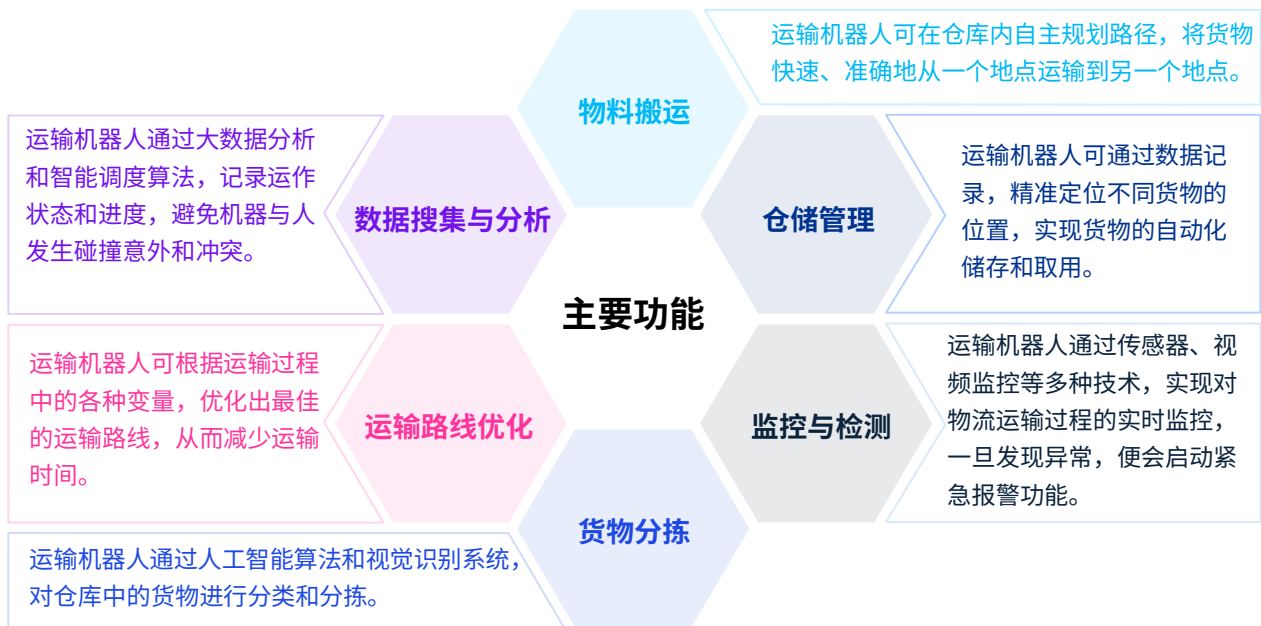 物料搬运
运输机器人可在仓库内自主规划路径，将货物
快速、准确地从一个地点运输到另一个地点。
数据搜集与分析
运输机器人通过大数据分析
和智能调度算法，记录运作
状态和进度，避免机器与人
发生碰撞意外和冲突。
仓储管理
运输机器人可通过数据记
录，精准定位不同货物的
位置，实现货物的自动化
储存和取用。
主要功能
运输路线优化
运输机器人可根据运输过程
中的各种变量，优化出最佳
的运输路线，从而减少运输
时间。
监控与检测
运输机器人通过传感器、视
频监控等多种技术，实现对
物流运输过程的实时监控，
一旦发现异常，便会启动紧
急报警功能。
货物分拣
运输机器人通过人工智能算法和视觉识别系统，
对仓库中的货物进行分类和分拣。